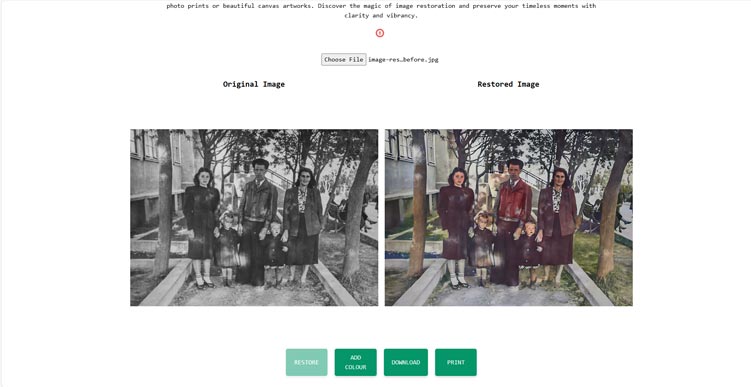 photo prints or beautiful canvas artworks. Discover the magic of image restoration and preserve your timeless moments with
clarity and vibrancy.
Choose File image-res…before.jpg
Original Image
Restored Image
RESTORE
ADD
COLOUR
DOWNLOAD
PRINT